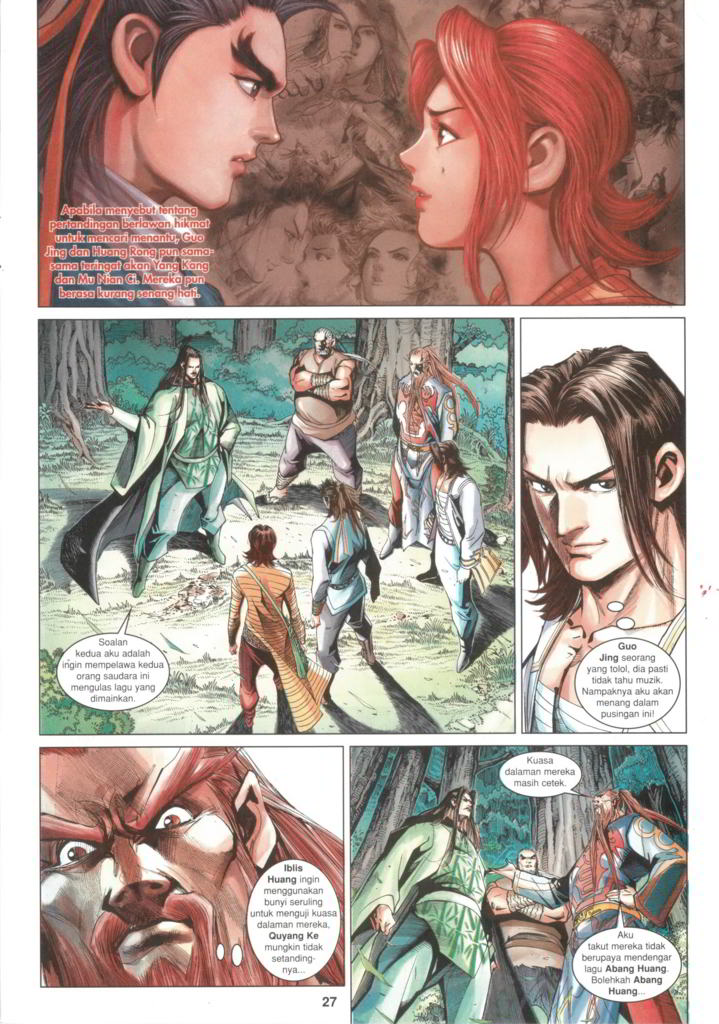 Apabila menyebut tentang
pertandingan berlawan hikmat
untuk mencari menantu, Guo
Jing dan Huang Rong pun sama-
sama teringat akan Yang Kang
dan Mu Nian Ci. Mereka pun
berasa kurang senang hati.
Soalan
kedua aku adalah
ingin mempelawa kedua
orang saudara ini
mengulas lagu yang
dimainkan.
Guo
Jing seorang
yang tolol, dia pasti
tidak tahu muzik.
Nampaknya aku akan
menang dalam
pusingan ini!
Iblis
Huang ingin
menggunakan
bunyi seruling
untuk menguji kuasa
dalaman mereka,
Quyang Ke
mungkin tidak
setanding-
nya...
Kuasa
dalaman mereka
masih cetek.
Aku
takut mereka tidak
berupaya mendengar
lagu Abang Huang.
Bolehkah Abang
Huang...
27